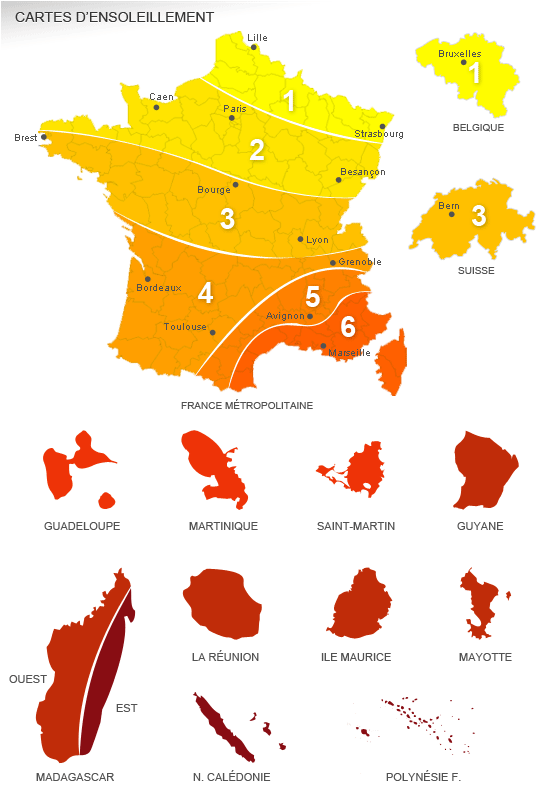 CARTES D'ENSOLEILLEMENT
Lille
Bruxelles
1
1
Caen
Paris
BELGIQUE
Strasbourg
Brest
2
Besançon
Bourge
3
Bern
3
Lyon
SUISSE
Grenoble
Bordeaux
4
5
Avignon
6
Toulouse
Marseille
FRANCE MÉTROPOLITAINE
GUADELOUPE
MARTINIQUE
SAINT-MARTIN
GUYANE
LA RÉUNION
ILE MAURICE
MAYOTTE
OUEST
EST
MADAGASCAR
N. CALÉDONIE
POLYNÉSIE F.